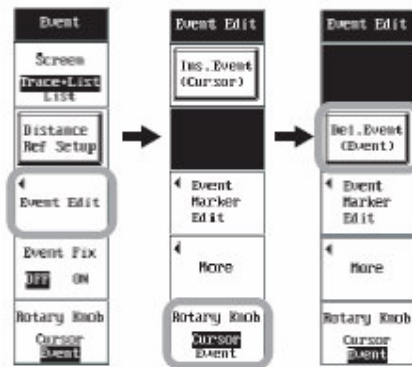 Event
Screen
Trace+List
List
Distance
Ref Setup
Event Edit
Event Fix
OFF ON
Rotary Knob
Cursor
Event
Event Edit
Ins.Event
(Cursor)
Event
Marker
Edit
More
Rotary Knob
Cursor
Event
Event Edit
Del.Event
(Event)
Event
Marker
Edit
More
Rotary Knob
Cursor
Event